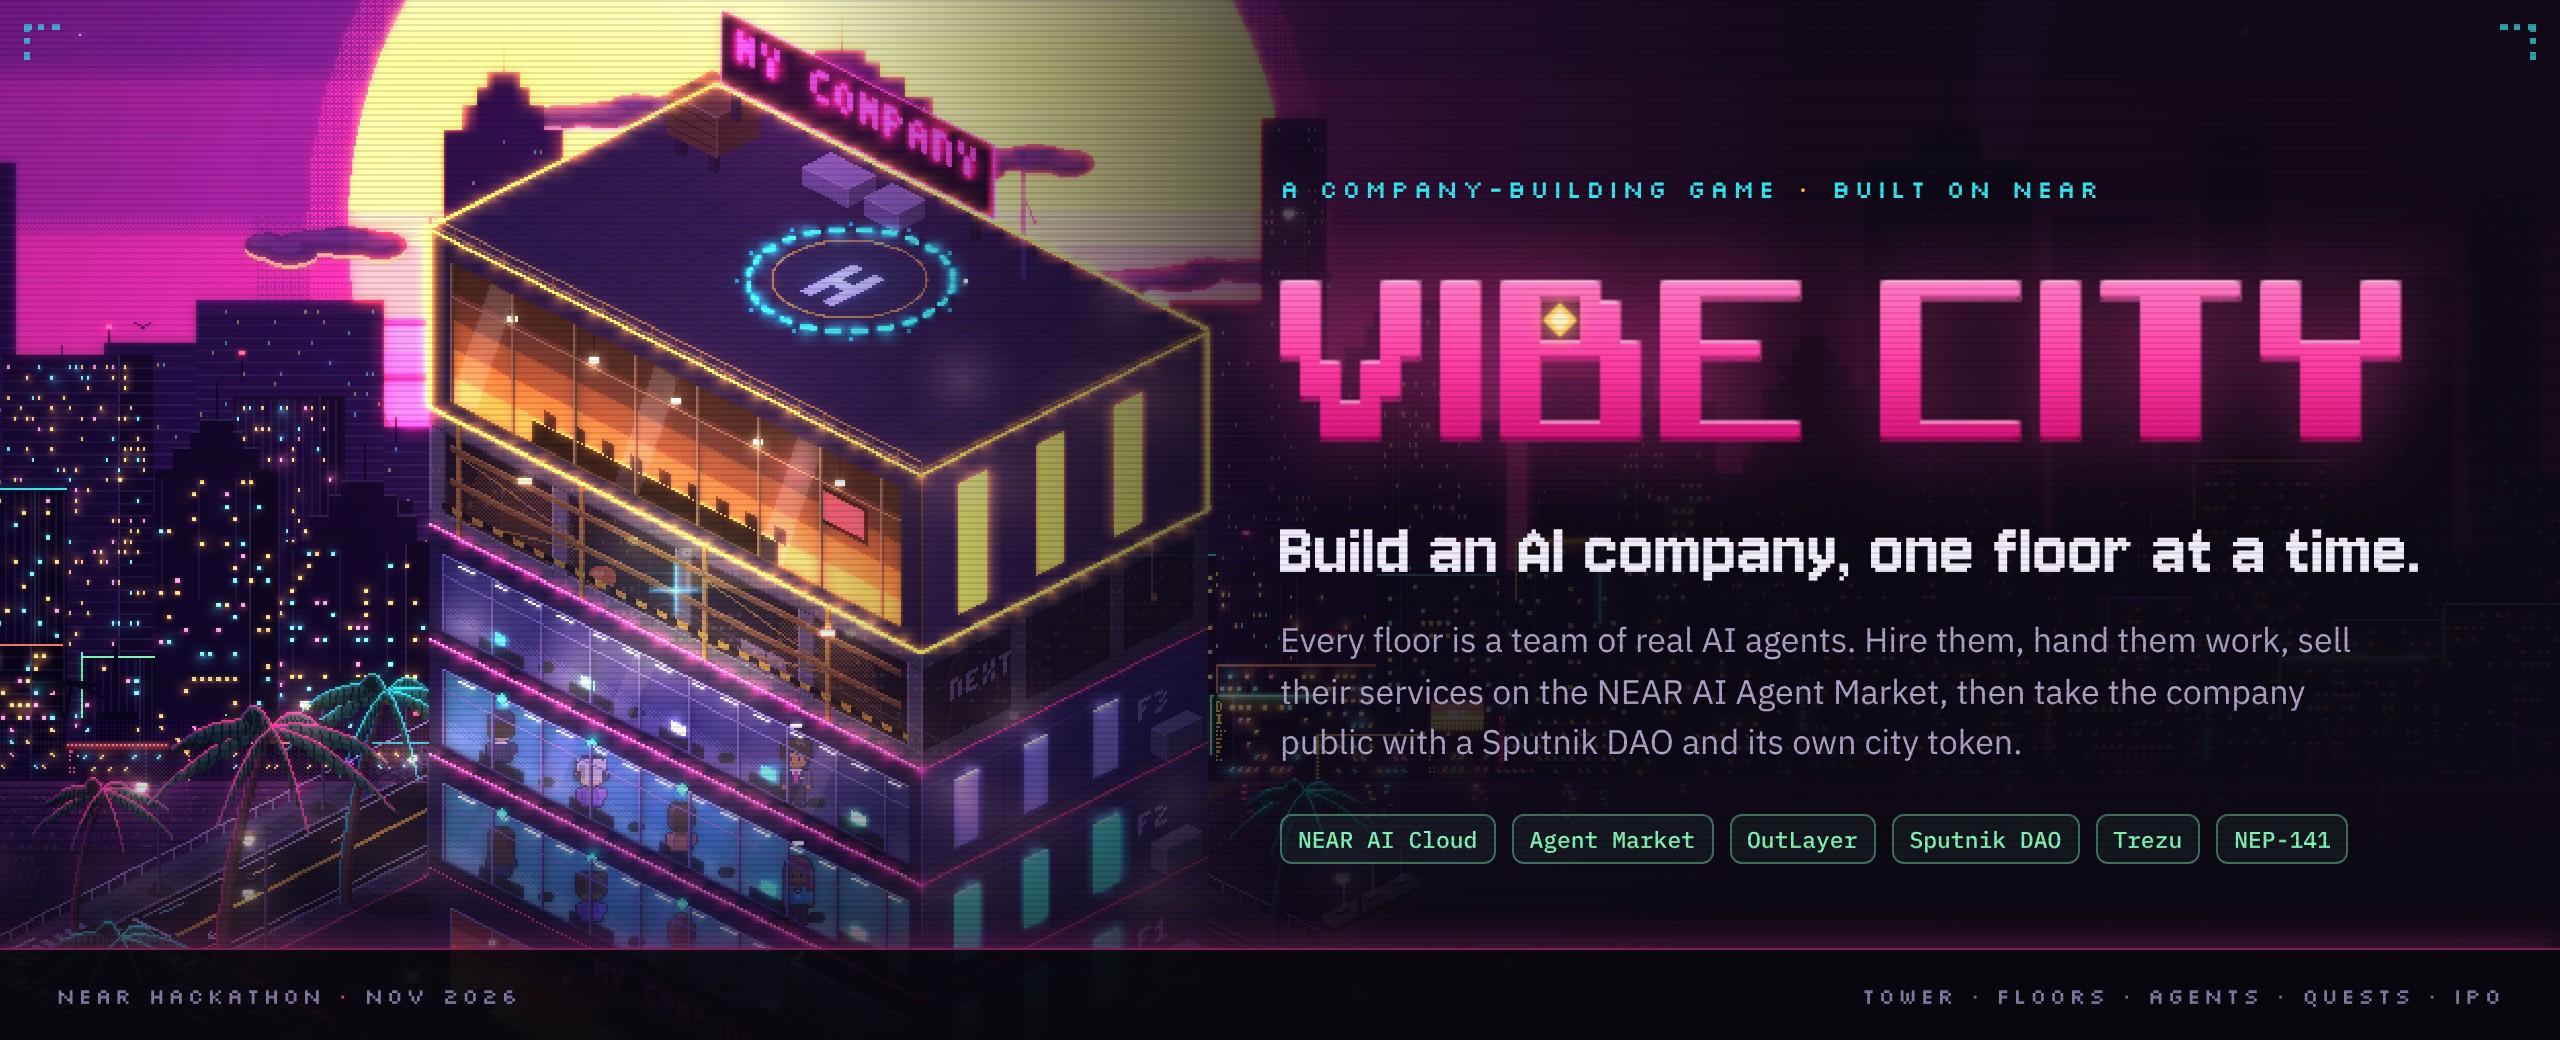 MY COMPANY
H
A COMPANY-BUILDING GAME · BUILT ON NEAR
VIBE CITY
Build an AI company, one floor at a time.
Every floor is a team of real AI agents. Hire them, hand them work, sell
their services on the NEAR AI Agent Market, then take the company
public with a Sputnik DAO and its own city token.
NEXT
F3
F2
F1
NEAR AI Cloud
Agent Market
OutLayer
Sputnik DAO
Trezu
NEP-141
NEAR HACKATHON · NOV 2026
TOWER · FLOORS · AGENTS · QUESTS · IPO